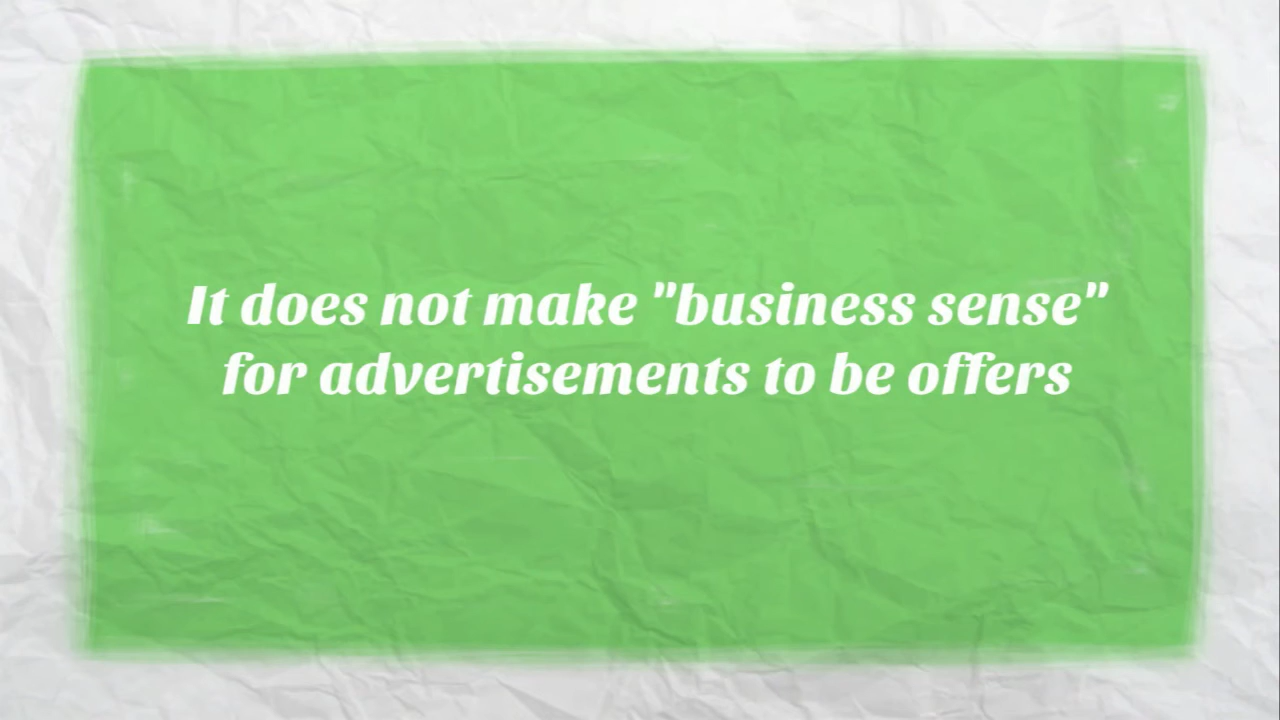 It does not make "business sense"
for advertisements to be offers